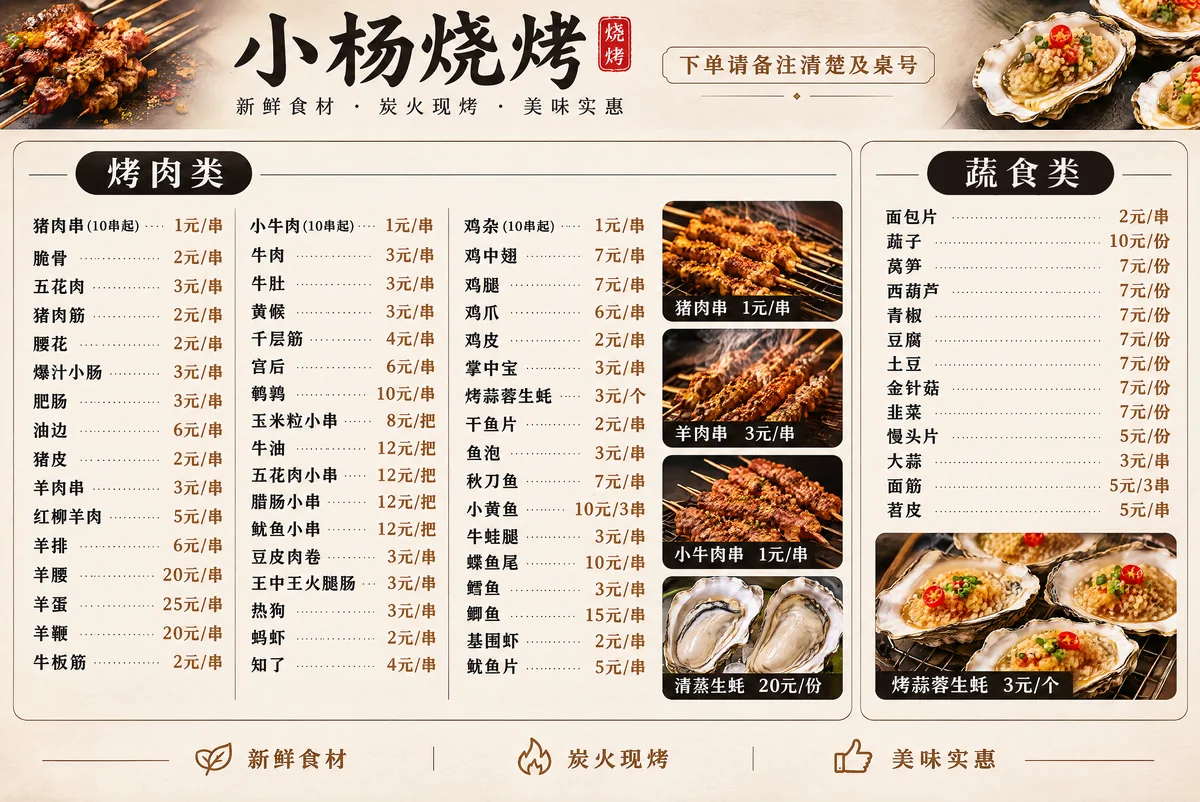 小杨烧烤
烧烤
新鲜食材 · 炭火现烤 · 美味实惠
下单请备注清楚及桌号
烤肉类
猪肉串(10串起) 1元/串
脆骨 2元/串
五花肉 3元/串
猪肉筋 2元/串
腰花 2元/串
爆汁小肠 3元/串
肥肠 3元/串
油边 6元/串
猪皮 2元/串
羊肉串 3元/串
红柳羊肉 5元/串
羊排 6元/串
羊腰 20元/串
羊蛋 25元/串
羊鞭 20元/串
牛板筋 2元/串
小牛肉(10串起) 1元/串
牛肉 3元/串
牛肚 3元/串
黄候 3元/串
千层筋 4元/串
宫后 6元/串
鹌鹑 10元/串
玉米粒小串 8元/把
牛油 12元/把
五花肉小串 12元/把
腊肠小串 12元/把
鱿鱼小串 12元/把
豆皮肉卷 3元/串
王中王火腿肠 3元/串
热狗 3元/串
蚂虾 2元/串
知了 4元/串
鸡杂(10串起) 1元/串
鸡中翅 7元/串
鸡腿 7元/串
鸡爪 6元/串
鸡皮 2元/串
掌中宝 3元/串
烤蒜蓉生蚝 3元/个
干鱼片 2元/串
鱼泡 3元/串
秋刀鱼 7元/串
小黄鱼 10元/3串
牛蛙腿 3元/串
蝶鱼尾 10元/串
鳕鱼 3元/串
鲫鱼 15元/串
基围虾 2元/串
鱿鱼片 5元/串
猪肉串 1元/串
羊肉串 3元/串
小牛肉串 1元/串
清蒸生蚝 20元/份
蔬食类
面包片 2元/串
蔬子 10元/份
莴笋 7元/份
西葫芦 7元/份
青椒 7元/份
豆腐 7元/份
土豆 7元/份
金针菇 7元/份
韭菜 7元/份
馒头片 5元/份
大蒜 3元/串
面筋 5元/3串
苕皮 5元/串
烤蒜蓉生蚝 3元/个
新鲜食材
炭火现烤
美味实惠